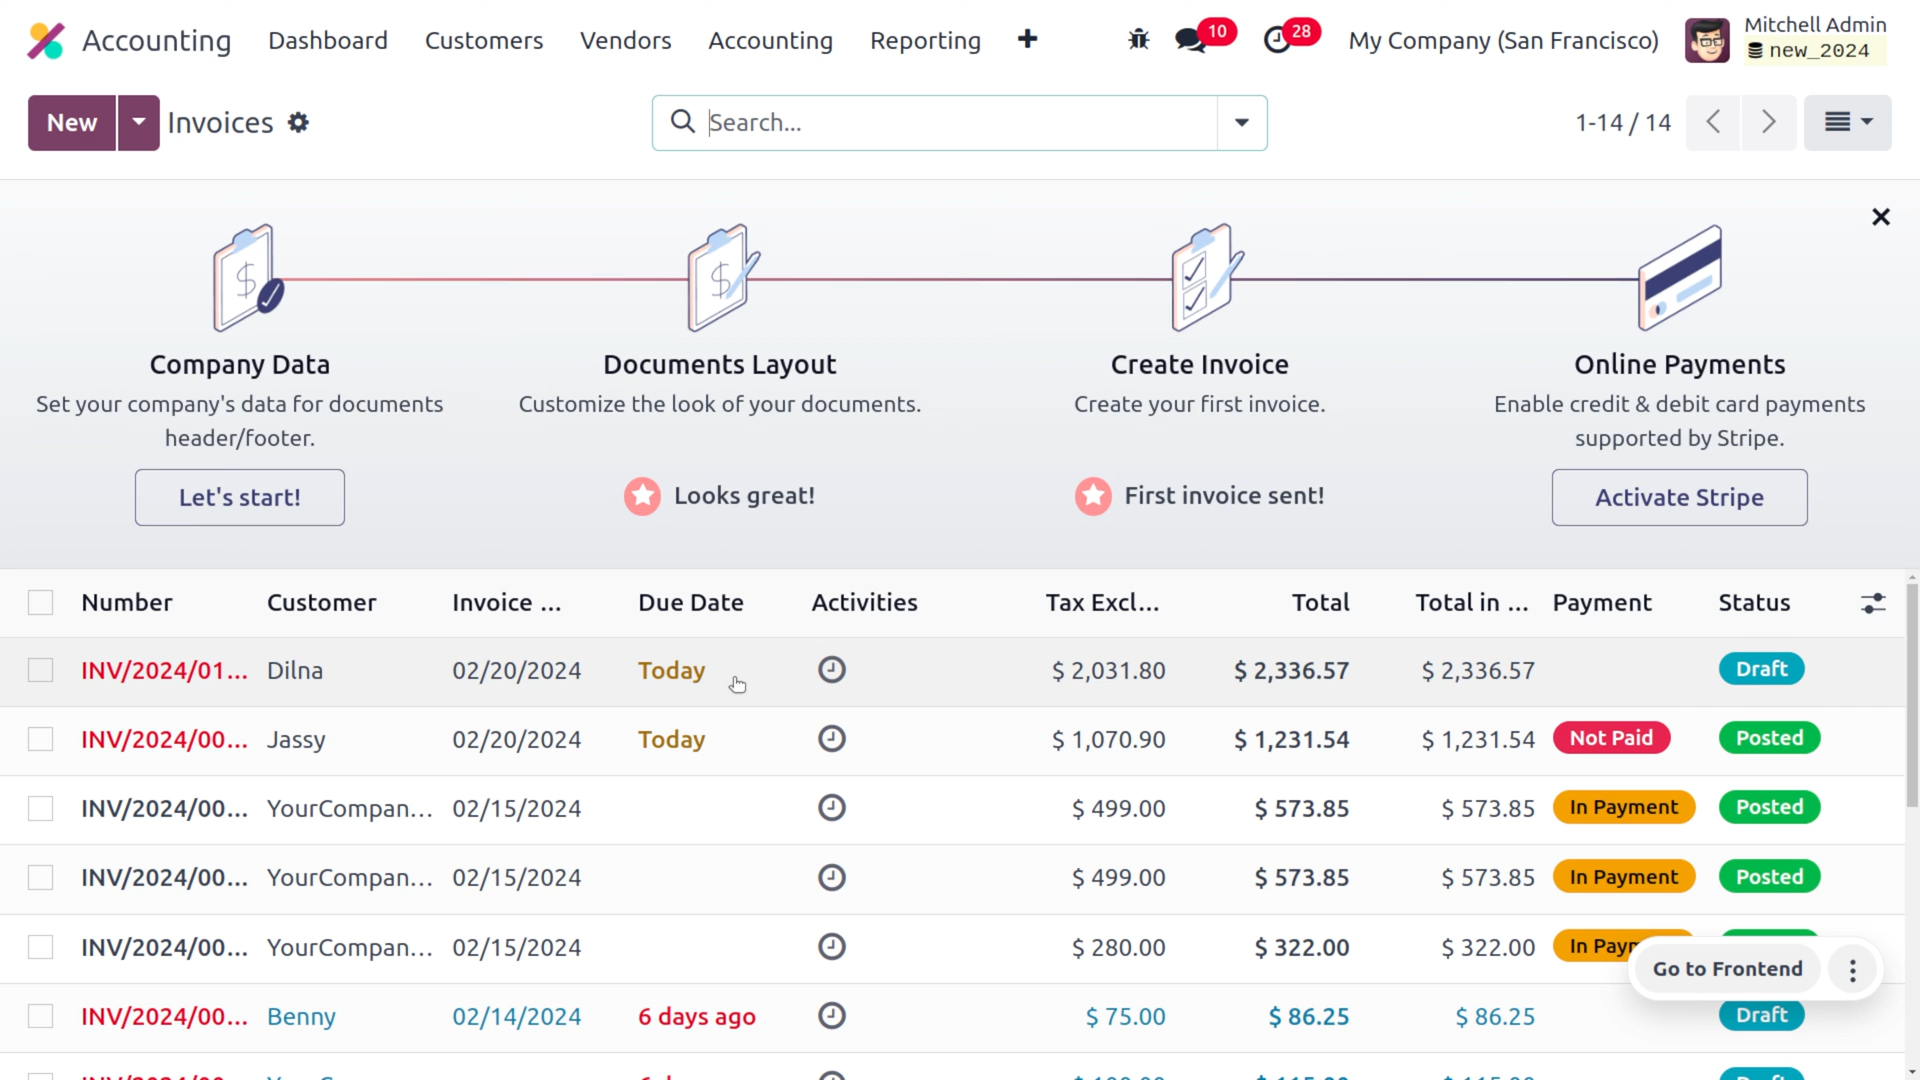 Accounting Dashboard Customers Vendors Accounting Reporting 10 28 My Company (San Francisco) Mitchell Admin
new_2024
New Invoices Search... 1-14 / 14
Company Data Documents Layout Create Invoice Online Payments
Set your company's data for documents Customize the look of your documents. Create your first invoice. Enable credit & debit card payments
header/footer. supported by Stripe.
Let's start! Looks great! First invoice sent! Activate Stripe
Number Customer Invoice ... Due Date Activities Tax Excl... Total Total in ... Payment Status
INV/2024/01... Dilna 02/20/2024 Today $ 2,031.80 $ 2,336.57 $ 2,336.57 Draft
INV/2024/00... Jassy 02/20/2024 Today $ 1,070.90 $ 1,231.54 $ 1,231.54 Not Paid Posted
INV/2024/00... YourCompan... 02/15/2024 $ 499.00 $ 573.85 $ 573.85 In Payment Posted
INV/2024/00... YourCompan... 02/15/2024 $ 499.00 $ 573.85 $ 573.85 In Payment Posted
INV/2024/00... YourCompan... 02/15/2024 $ 280.00 $ 322.00 $ 322.00 In
Go to Frontend
INV/2024/00... Benny 02/14/2024 6 days ago $ 75.00 $ 86.25 $ 86.25 Draft